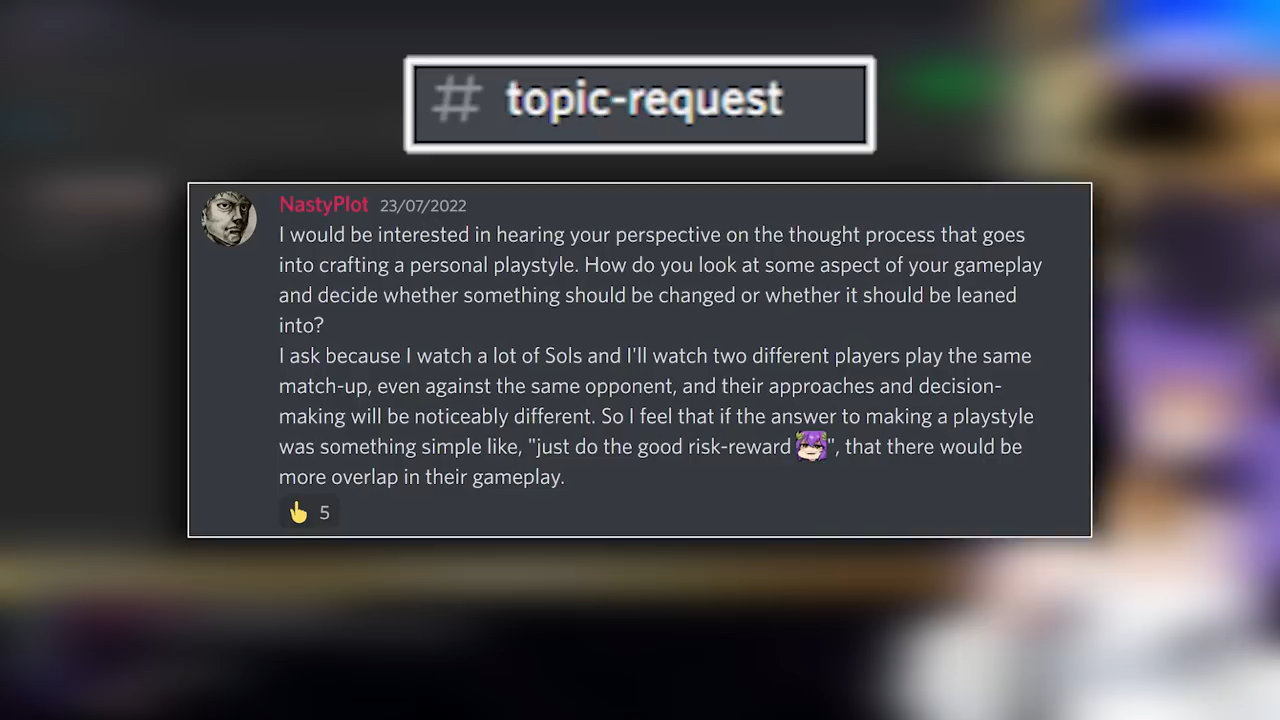 # topic-request
NastyPlot 23/07/2022
I would be interested in hearing your perspective on the thought process that goes
into crafting a personal playstyle. How do you look at some aspect of your gameplay
and decide whether something should be changed or whether it should be leaned
into?
I ask because I watch a lot of Sols and I'll watch two different players play the same
match-up, even against the same opponent, and their approaches and decision-
making will be noticeably different. So I feel that if the answer to making a playstyle
was something simple like, "just do the good risk-reward ", that there would be
more overlap in their gameplay.
5